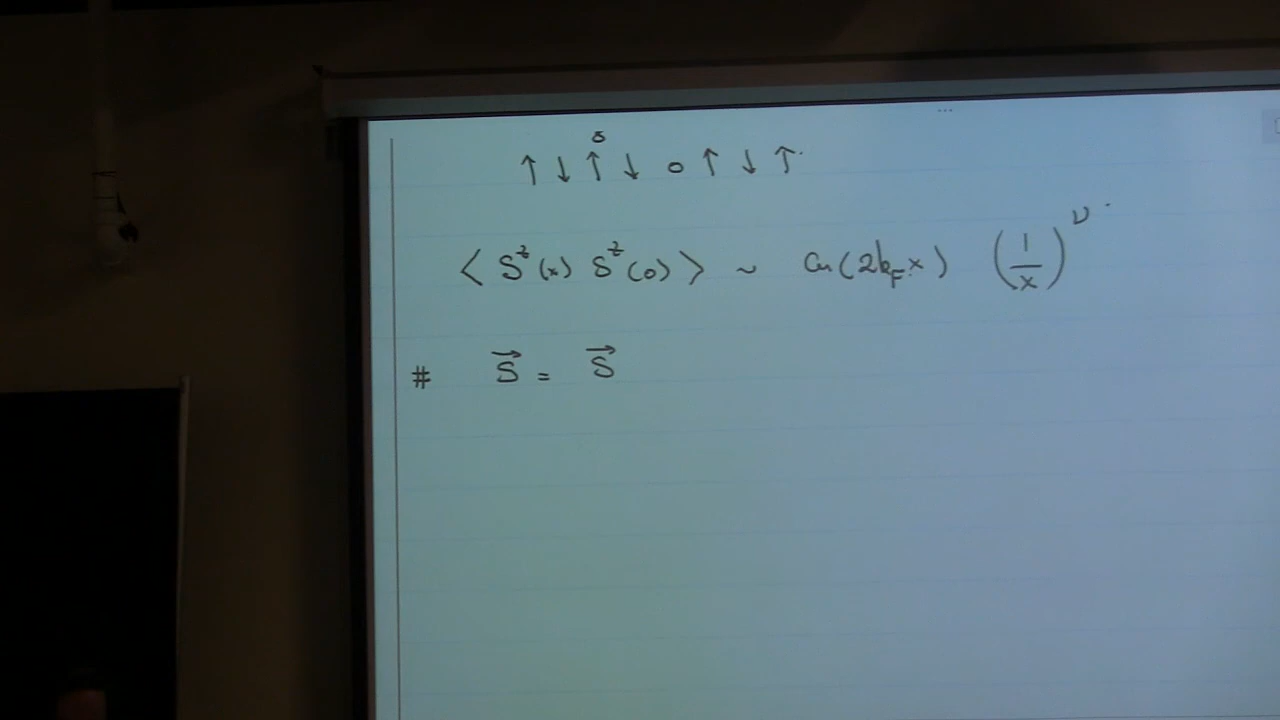 δ
↑ ↓ ↑ ↓ o ↑ ↓ ↑
⟨ S^z(x) S^z(0) ⟩ ~ cos(2k_F x) (1/x)^ν
# S⃗ = S⃗